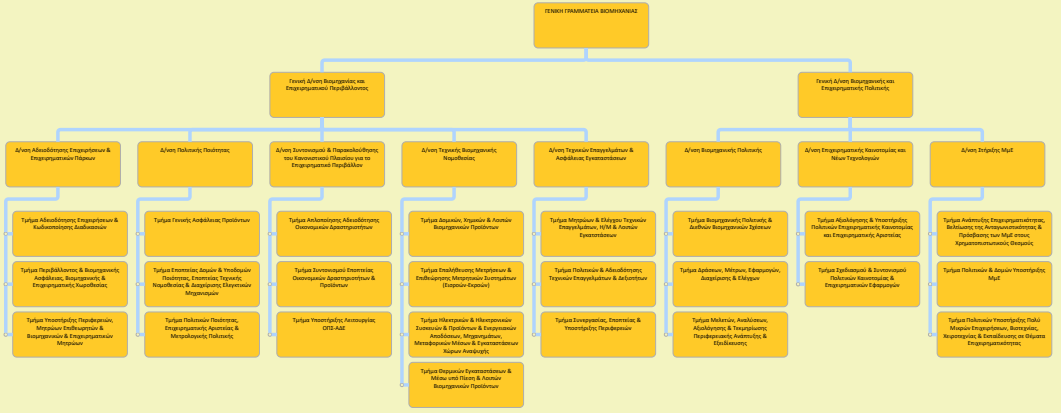 ΓΕΝΙΚΗ ΓΡΑΜΜΑΤΕΙΑ ΒΙΟΜΗΧΑΝΙΑΣ
Γενική Δ/νση Βιομηχανίας και
Επιχειρηματικού Περιβάλλοντος
Γενική Δ/νση Βιομηχανικής και
Επιχειρηματικής Πολιτικής
Δ/νση Αδειοδότησης Επιχειρήσεων &
Επιχειρηματικών Πάρκων
Δ/νση Πολιτικής Ποιότητας
Δ/νση Συντονισμού & Παρακολούθησης
του Κανονιστικού Πλαισίου για το
Επιχειρηματικό Περιβάλλον
Δ/νση Τεχνικής Βιομηχανικής
Νομοθεσίας
Δ/νση Τεχνικών Επαγγελμάτων &
Ασφάλειας Εγκαταστάσεων
Δ/νση Βιομηχανικής Πολιτικής
Δ/νση Επιχειρηματικής Καινοτομίας και
Νέων Τεχνολογιών
Δ/νση Στήριξης ΜμΕ
Τμήμα Αδειοδότησης Επιχειρήσεων &
Κωδικοποίησης Διαδικασιών
Τμήμα Περιβάλλοντος & Βιομηχανικής
Ασφάλειας, Βιομηχανικής &
Επιχειρηματικής Χωροθεσίας
Τμήμα Υποστήριξης Περιφερειών,
Μητρώων Επιθεωρητών &
Βιομηχανικών & Επιχειρηματικών
Μητρώων
Τμήμα Γενικής Ασφάλειας Προϊόντων
Τμήμα Εποπτείας Δομών & Υποδομών
Ποιότητας, Εποπτείας Τεχνικής
Νομοθεσίας & Διαχείρισης Ελεγκτικών
Μηχανισμών
Τμήμα Πολιτικών Ποιότητας,
Επιχειρηματικής Αριστείας &
Μετρολογικής Πολιτικής
Τμήμα Απλοποίησης Αδειοδότησης
Οικονομικών Δραστηριοτήτων
Τμήμα Συντονισμού Εποπτείας
Οικονομικών Δραστηριοτήτων &
Προϊόντων
Τμήμα Υποστήριξης Λειτουργίας
ΟΠΣ-ΑΔΕ
Τμήμα Δομικών, Χημικών & Λοιπών
Βιομηχανικών Προϊόντων
Τμήμα Επαλήθευσης Μετρήσεων &
Επιθεώρησης Μετρητικών Συστημάτων
(Εισροών-Εκροών)
Τμήμα Ηλεκτρικών & Ηλεκτρονικών
Συσκευών & Προϊόντων & Ενεργειακών
Αποδόσεων, Μηχανημάτων,
Μεταφορικών Μέσων & Εγκαταστάσεων
Χώρων Αναψυχής
Τμήμα Θερμικών Εγκαταστάσεων &
Μέσω υπό Πίεση & Λοιπών
Βιομηχανικών Προϊόντων
Τμήμα Μητρώων & Ελέγχου Τεχνικών
Επαγγελμάτων, Η/Μ & Λοιπών
Εγκαταστάσεων
Τμήμα Πολιτικών & Αδειοδότησης
Τεχνικών Επαγγελμάτων & Δεξιοτήτων
Τμήμα Συνεργασίας, Εποπτείας &
Υποστήριξης Περιφερειών
Τμήμα Βιομηχανικής Πολιτικής &
Διεθνών Βιομηχανικών Σχέσεων
Τμήμα Δράσεων, Μέτρων, Εφαρμογών,
Διαχείρισης & Ελέγχων
Τμήμα Μελετών, Αναλύσεων,
Αξιολόγησης & Τεκμηρίωσης
Περιφερειακής Ανάπτυξης &
Εξειδίκευσης
Τμήμα Αξιολόγησης & Υποστήριξης
Πολιτικών Επιχειρηματικής Καινοτομίας
και Επιχειρηματικής Αριστείας
Τμήμα Σχεδιασμού & Συντονισμού
Πολιτικών Καινοτομίας &
Επιχειρηματικών Εφαρμογών
Τμήμα Ανάπτυξης Επιχειρηματικότητας,
Βελτίωσης της Ανταγωνιστικότητας &
Πρόσβασης των ΜμΕ στους
Χρηματοπιστωτικούς Θεσμούς
Τμήμα Πολιτικών & Δομών Υποστήριξης
ΜμΕ
Τμήμα Πολιτικών Υποστήριξης Πολύ
Μικρών Επιχειρήσεων, Βιοτεχνίας,
Χειροτεχνίας & Εκπαίδευσης σε Θέματα
Επιχειρηματικότητας